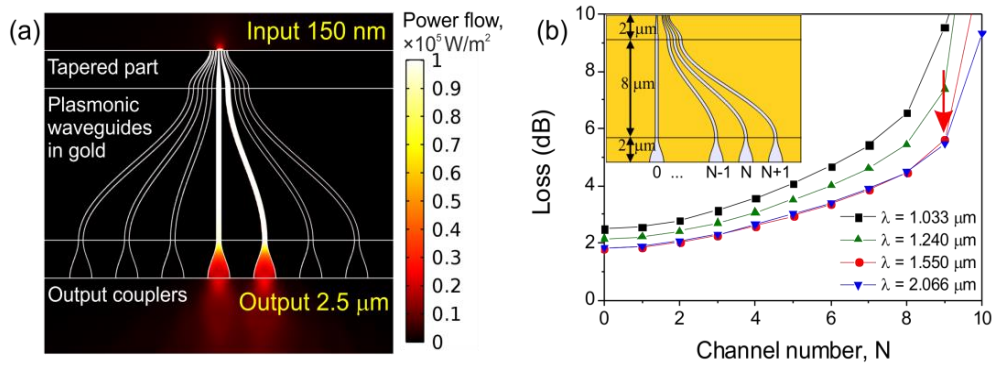 (a)
Input 150 nm
Tapered part
Plasmonic
waveguides
in gold
Output couplers
Output 2.5 μm
Power flow,
×10⁵ W/m²
1
0.9
0.8
0.7
0.6
0.5
0.4
0.3
0.2
0.1
0
(b)
Loss (dB)
10
8
6
4
2
0
2 μm
8 μm
2 μm
0 ... N-1 N N+1
λ = 1.033 μm
λ = 1.240 μm
λ = 1.550 μm
λ = 2.066 μm
0 2 4 6 8 10
Channel number, N